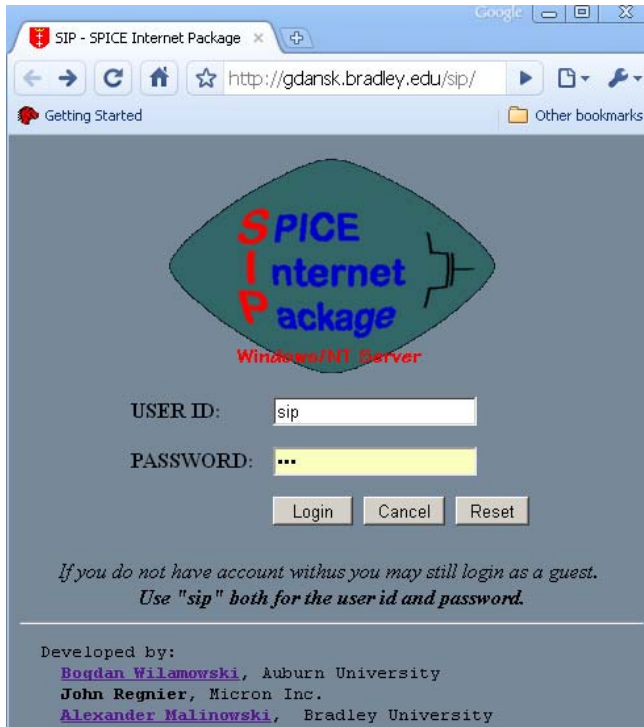 Google
SIP - SPICE Internet Package
http://gdansk.bradley.edu/sip/
Getting Started
Other bookmarks
SPICE
Internet
Package
Windows/NT Server
USER ID: sip
PASSWORD: •••
Login Cancel Reset
If you do not have account withus you may still login as a guest.
Use "sip" both for the user id and password.
Developed by:
Bogdan Wilamowski, Auburn University
John Regnier, Micron Inc.
Alexander Malinowski, Bradley University